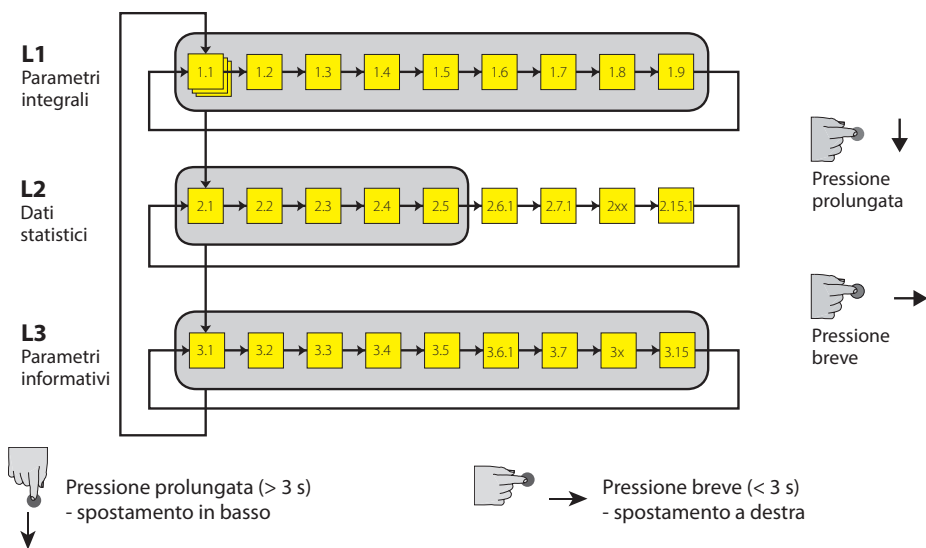 L1
Parametri
integrali
1.1 1.2 1.3 1.4 1.5 1.6 1.7 1.8 1.9
Pressione
prolungata
L2
Dati
statistici
2.1 2.2 2.3 2.4 2.5 2.6.1 2.7.1 2xx 2.15.1
Pressione
breve
L3
Parametri
informativi
3.1 3.2 3.3 3.4 3.5 3.6.1 3.7 3x 3.15
Pressione prolungata (> 3 s)
- spostamento in basso
Pressione breve (< 3 s)
- spostamento a destra